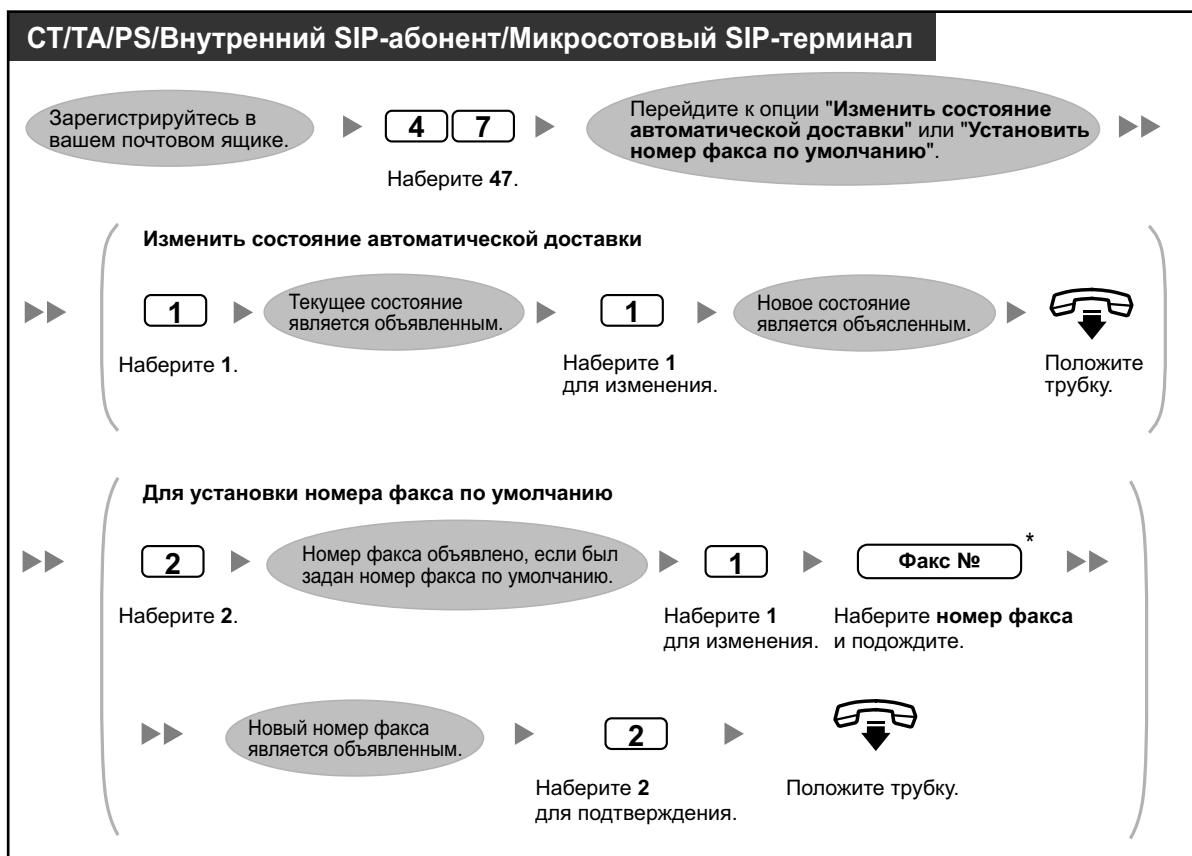 CT/TA/PS/Внутренний SIP-абонент/Микросотовый SIP-терминал
Зарегистрируйтесь в
вашем почтовом ящике.
4 7
Наберите 47.
Перейдите к опции "Изменить состояние
автоматической доставки" или "Установить
номер факса по умолчанию".
Изменить состояние автоматической доставки
1
Наберите 1.
Текущее состояние
является объявленным.
1
Наберите 1
для изменения.
Новое состояние
является объясленным.
Положите
трубку.
Для установки номера факса по умолчанию
2
Наберите 2.
Номер факса объявлено, если был
задан номер факса по умолчанию.
1
Наберите 1
для изменения.
Факс № *
Наберите номер факса
и подождите.
Новый номер факса
является объявленным.
2
Наберите 2
для подтверждения.
Положите трубку.